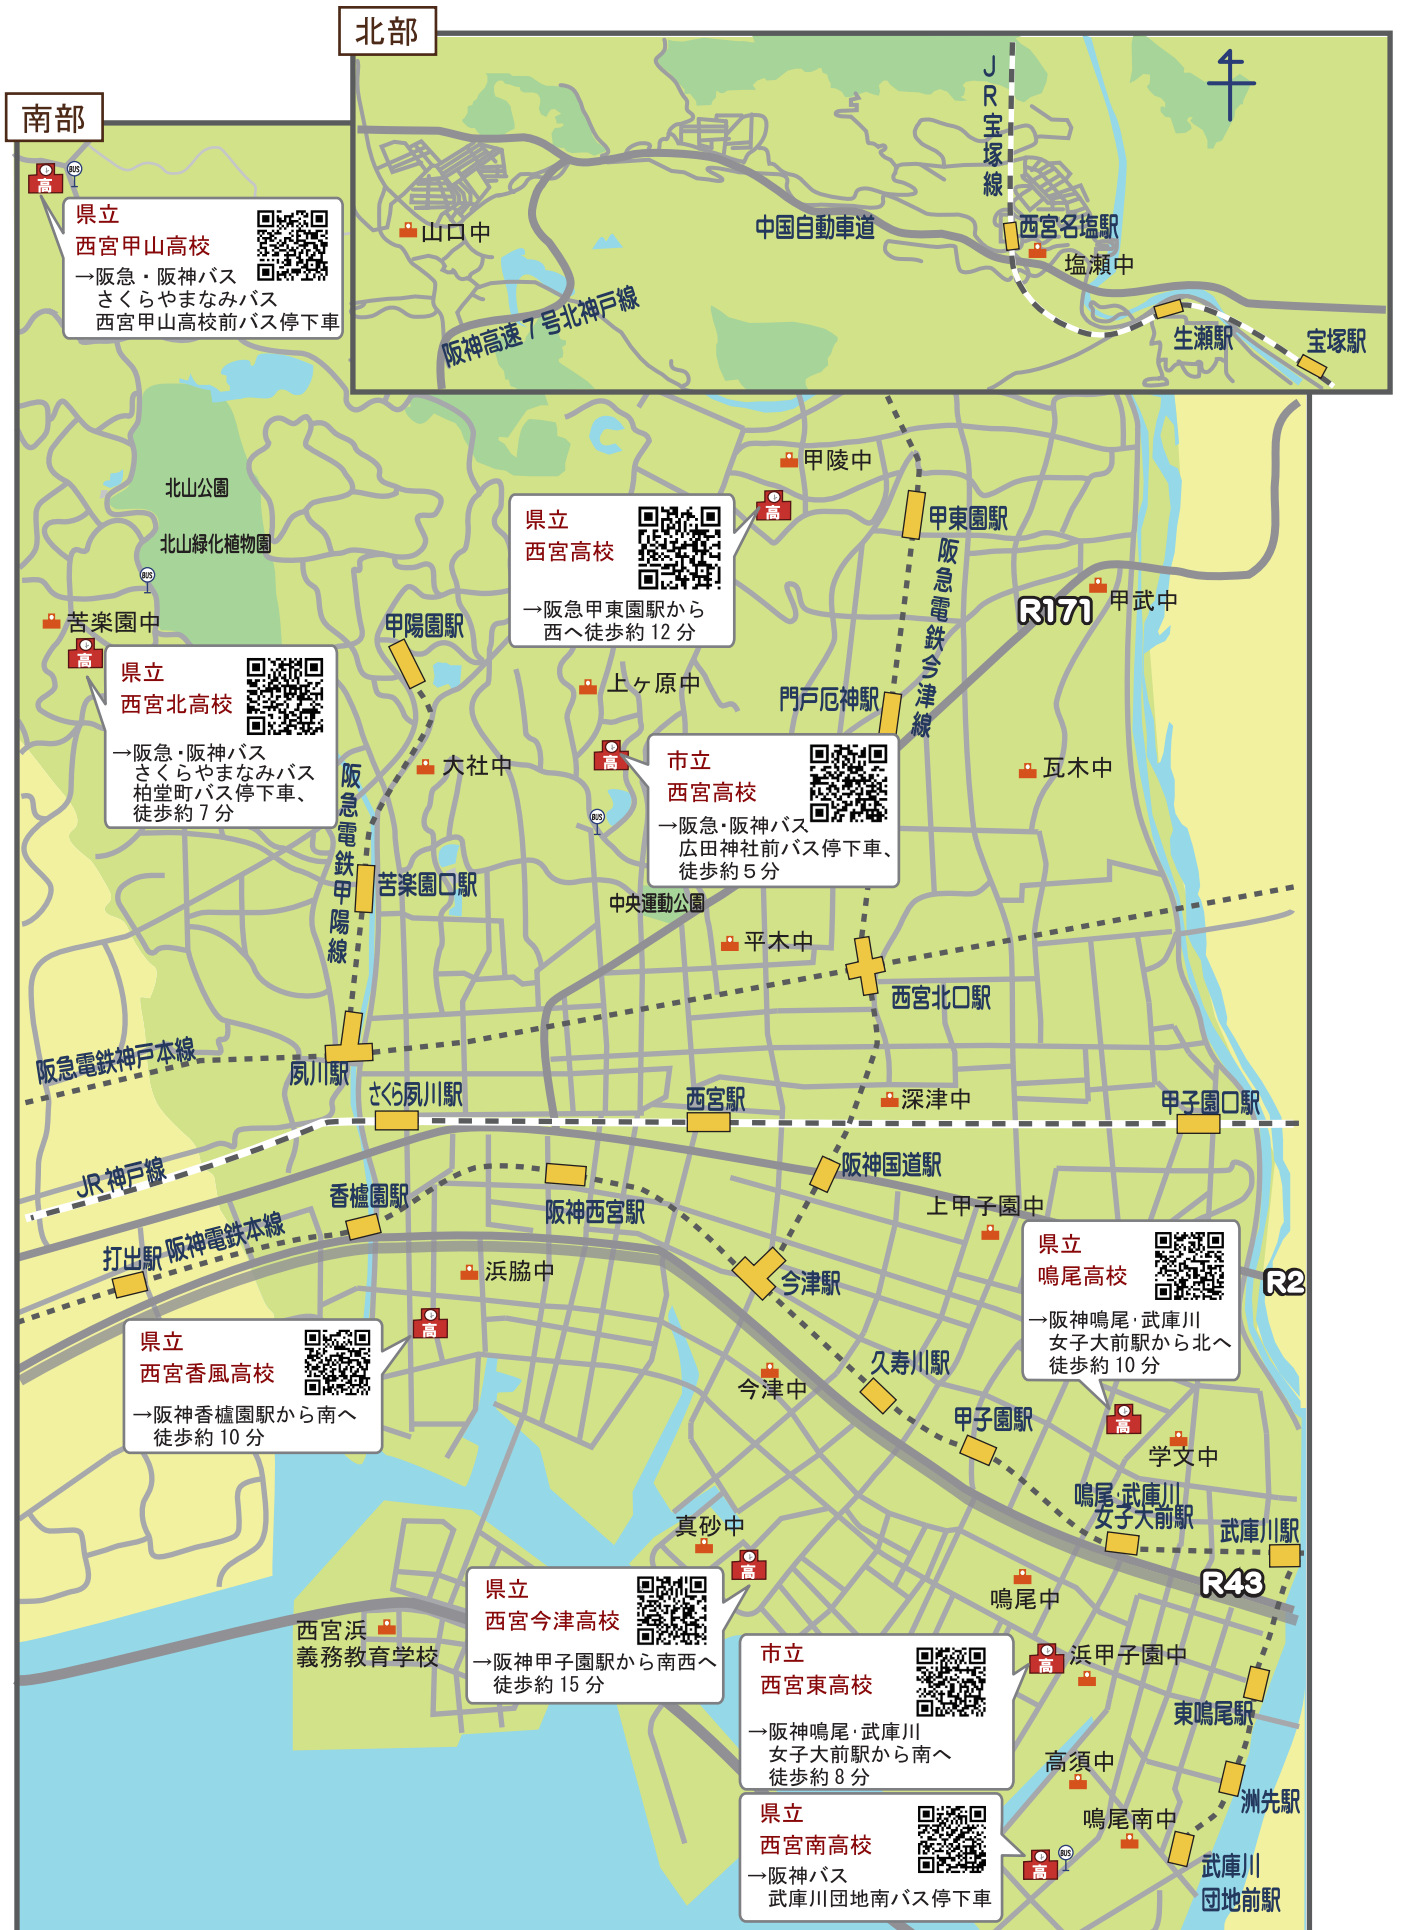 北部
南部
JR宝塚線
中国自動車道
西宮名塩駅
塩瀬中
山口中
阪神高速7号北神戸線
生瀬駅
宝塚駅
高
BUS
県立
西宮甲山高校
→阪急・阪神バス
さくらやまなみバス
西宮甲山高校前バス停下車
北山公園
北山緑化植物園
BUS
苦楽園中
高
県立
西宮北高校
→阪急・阪神バス
さくらやまなみバス
柏堂町バス停下車、
徒歩約7分
甲陵中
高
県立
西宮高校
→阪急甲東園駅から
西へ徒歩約12分
甲東園駅
阪急電鉄今津線
R171
甲武中
甲陽園駅
上ヶ原中
門戸厄神駅
大社中
高
市立
西宮高校
→阪急・阪神バス
広田神社前バス停下車、
徒歩約5分
BUS
瓦木中
阪急電鉄甲陽線
苦楽園口駅
中央運動公園
平木中
西宮北口駅
阪急電鉄神戸本線
夙川駅
さくら夙川駅
西宮駅
深津中
甲子園口駅
JR神戸線
香櫨園駅
阪神国道駅
阪神西宮駅
上甲子園中
打出駅
阪神電鉄本線
浜脇中
今津駅
県立
鳴尾高校
→阪神鳴尾・武庫川
女子大前駅から北へ
徒歩約10分
R2
高
県立
西宮香風高校
→阪神香櫨園駅から南へ
徒歩約10分
今津中
久寿川駅
甲子園駅
高
学文中
鳴尾・武庫川
女子大前駅
武庫川駅
真砂中
高
R43
県立
西宮今津高校
→阪神甲子園駅から南西へ
徒歩約15分
鳴尾中
西宮浜
義務教育学校
市立
西宮東高校
→阪神鳴尾・武庫川
女子大前駅から南へ
徒歩約8分
高
浜甲子園中
東鳴尾駅
高須中
洲先駅
鳴尾南中
県立
西宮南高校
→阪神バス
武庫川団地南バス停下車
高
BUS
武庫川
団地前駅